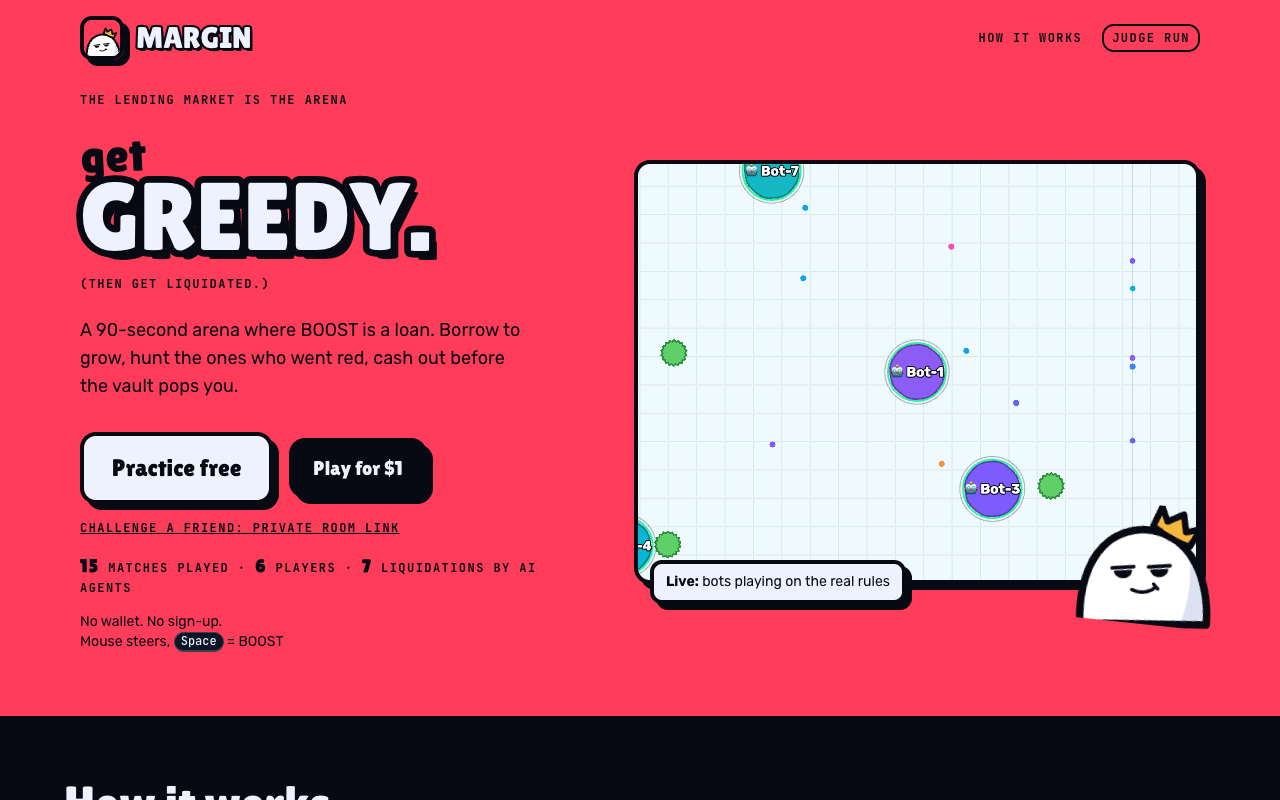 MARGIN
HOW IT WORKS
JUDGE RUN
THE LENDING MARKET IS THE ARENA
get
GREEDY.
(THEN GET LIQUIDATED.)
A 90-second arena where BOOST is a loan. Borrow to
grow, hunt the ones who went red, cash out before
the vault pops you.
Practice free
Play for $1
CHALLENGE A FRIEND: PRIVATE ROOM LINK
15 MATCHES PLAYED · 6 PLAYERS · 7 LIQUIDATIONS BY AI
AGENTS
No wallet. No sign-up.
Mouse steers, Space = BOOST
Bot-7
Bot-1
Bot-3
-4
Live: bots playing on the real rules
How it works